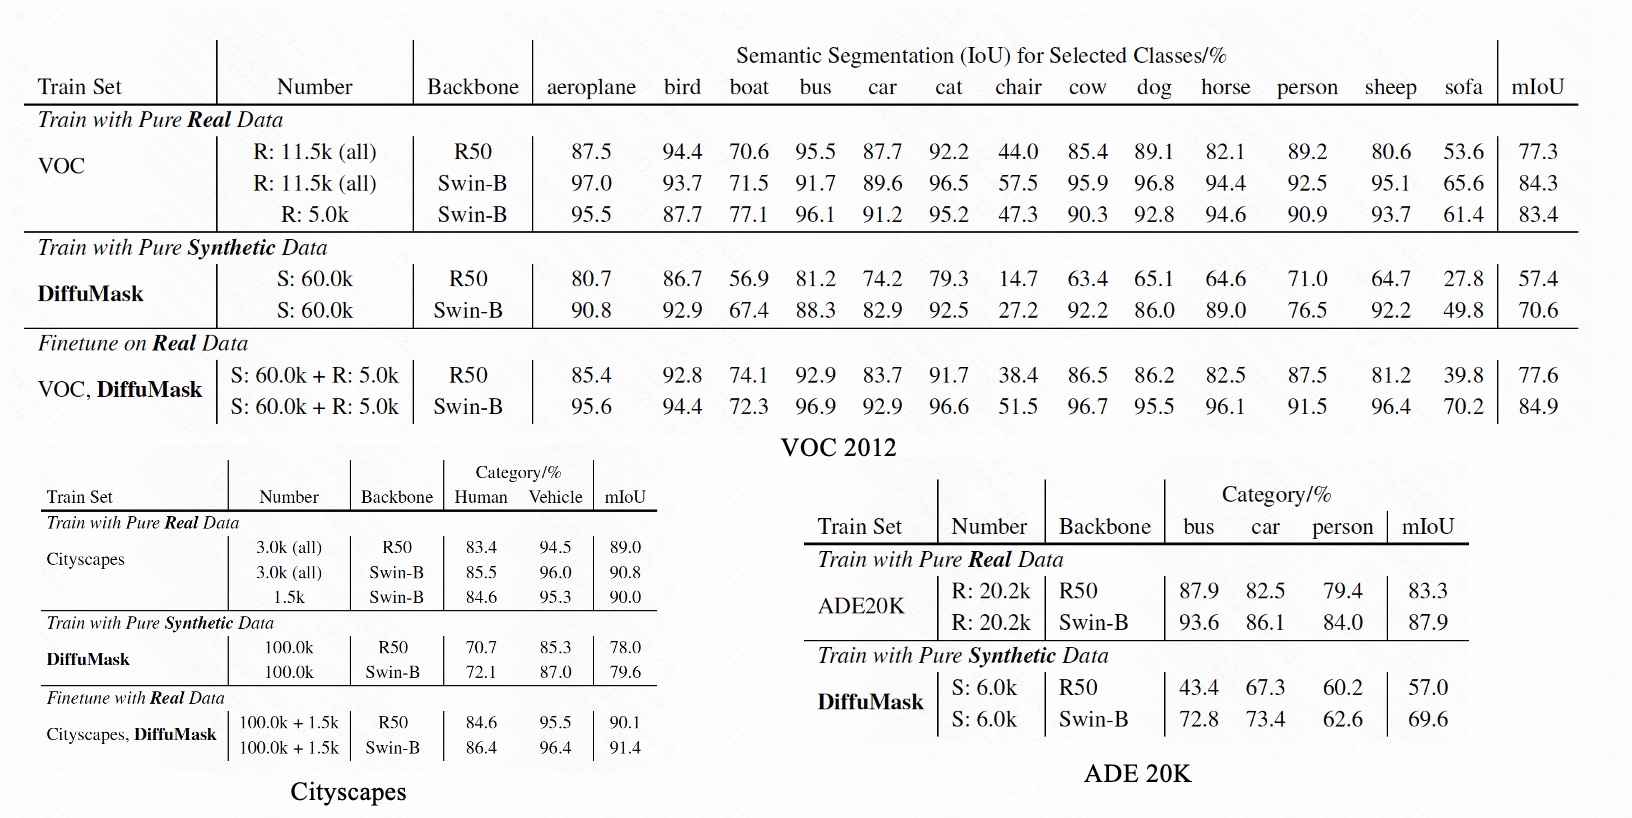 Semantic Segmentation (IoU) for Selected Classes/%
Train Set Number Backbone aeroplane bird boat bus car cat chair cow dog horse person sheep sofa mIoU
Train with Pure Real Data
VOC
R: 11.5k (all) R50 87.5 94.4 70.6 95.5 87.7 92.2 44.0 85.4 89.1 82.1 89.2 80.6 53.6 77.3
R: 11.5k (all) Swin-B 97.0 93.7 71.5 91.7 89.6 96.5 57.5 95.9 96.8 94.4 92.5 95.1 65.6 84.3
R: 5.0k Swin-B 95.5 87.7 77.1 96.1 91.2 95.2 47.3 90.3 92.8 94.6 90.9 93.7 61.4 83.4
Train with Pure Synthetic Data
DiffuMask
S: 60.0k R50 80.7 86.7 56.9 81.2 74.2 79.3 14.7 63.4 65.1 64.6 71.0 64.7 27.8 57.4
S: 60.0k Swin-B 90.8 92.9 67.4 88.3 82.9 92.5 27.2 92.2 86.0 89.0 76.5 92.2 49.8 70.6
Finetune on Real Data
VOC, DiffuMask
S: 60.0k + R: 5.0k R50 85.4 92.8 74.1 92.9 83.7 91.7 38.4 86.5 86.2 82.5 87.5 81.2 39.8 77.6
S: 60.0k + R: 5.0k Swin-B 95.6 94.4 72.3 96.9 92.9 96.6 51.5 96.7 95.5 96.1 91.5 96.4 70.2 84.9
VOC 2012
Category/%
Train Set Number Backbone Human Vehicle mIoU
Train with Pure Real Data
Cityscapes
3.0k (all) R50 83.4 94.5 89.0
3.0k (all) Swin-B 85.5 96.0 90.8
1.5k Swin-B 84.6 95.3 90.0
Train with Pure Synthetic Data
DiffuMask
100.0k R50 70.7 85.3 78.0
100.0k Swin-B 72.1 87.0 79.6
Finetune with Real Data
Cityscapes, DiffuMask
100.0k + 1.5k R50 84.6 95.5 90.1
100.0k + 1.5k Swin-B 86.4 96.4 91.4
Cityscapes
Category/%
Train Set Number Backbone bus car person mIoU
Train with Pure Real Data
ADE20K
R: 20.2k R50 87.9 82.5 79.4 83.3
R: 20.2k Swin-B 93.6 86.1 84.0 87.9
Train with Pure Synthetic Data
DiffuMask
S: 6.0k R50 43.4 67.3 60.2 57.0
S: 6.0k Swin-B 72.8 73.4 62.6 69.6
ADE 20K